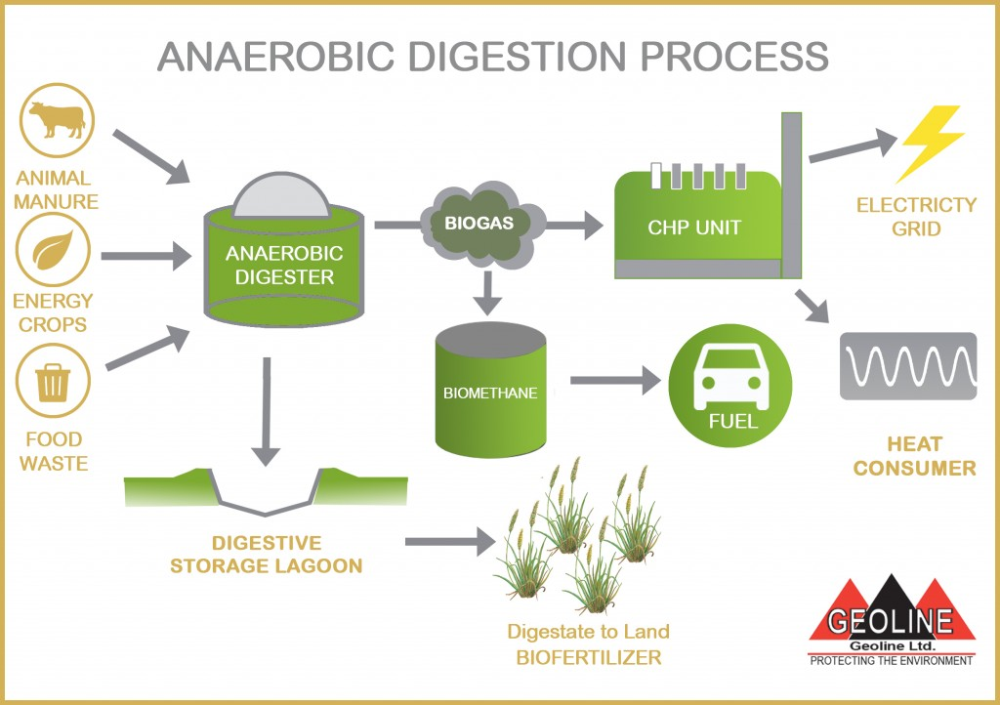 ANAEROBIC DIGESTION PROCESS
ANIMAL
MANURE
ENERGY
CROPS
FOOD
WASTE
ANAEROBIC
DIGESTER
BIOGAS
CHP UNIT
ELECTRICTY
GRID
BIOMETHANE
FUEL
HEAT
CONSUMER
DIGESTIVE
STORAGE LAGOON
Digestate to Land
BIOFERTILIZER
GEOLINE
Geoline Ltd.
PROTECTING THE ENVIRONMENT